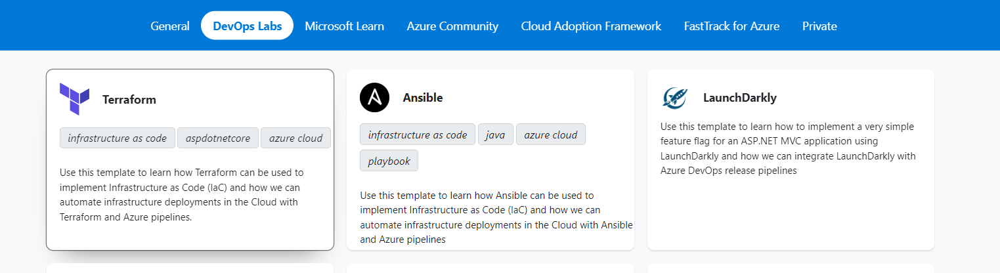 General DevOps Labs Microsoft Learn Azure Community Cloud Adoption Framework FastTrack for Azure Private
Terraform
infrastructure as code aspdotnetcore azure cloud
Use this template to learn how Terraform can be used to
implement Infrastructure as Code (IaC) and how we can
automate infrastructure deployments in the Cloud with
Terraform and Azure pipelines.
Ansible
infrastructure as code java azure cloud
playbook
Use this template to learn how Ansible can be used to
implement Infrastructure as Code (IaC) and how we can
automate infrastructure deployments in the Cloud with Ansible
and Azure pipelines
LaunchDarkly
Use this template to learn how to implement a very simple
feature flag for an ASP.NET MVC application using
LaunchDarkly and how we can integrate LaunchDarkly with
Azure DevOps release pipelines